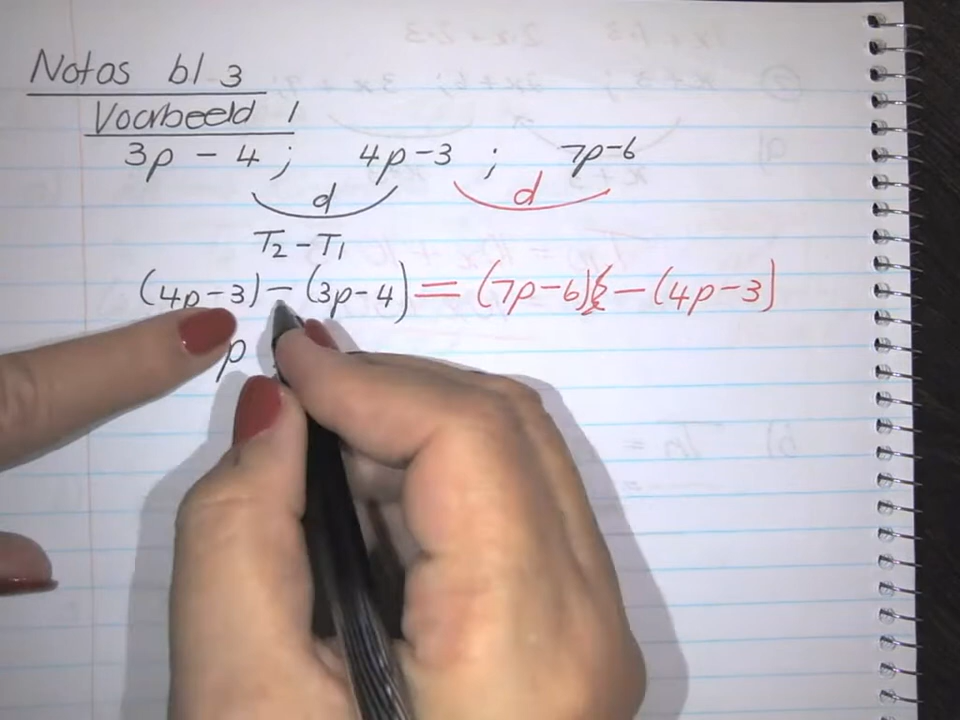 Notas bl 3
Voorbeeld 1
3p - 4 ; 4p - 3 ; 7p - 6
d d
T2 - T1
(4p - 3) - (3p - 4) = (7p - 6) - (4p - 3)
p